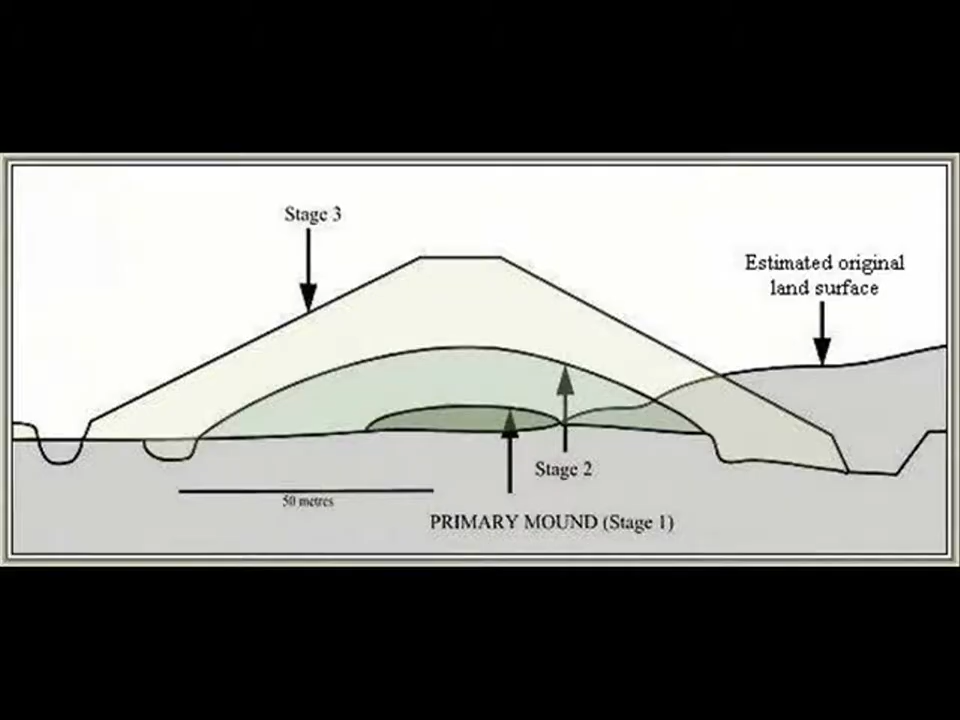 Stage 3
Estimated original
land surface
Stage 2
50 metres
PRIMARY MOUND (Stage 1)